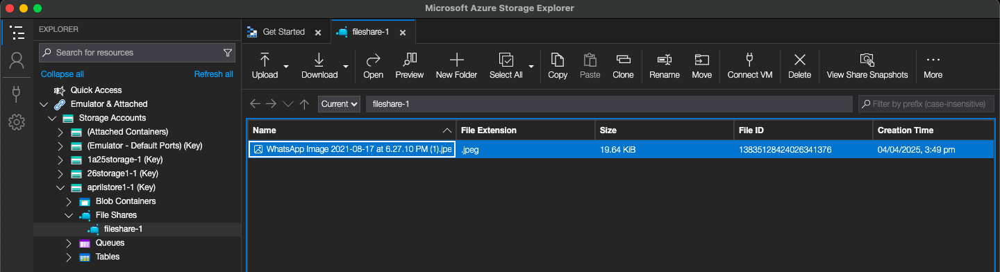 Microsoft Azure Storage Explorer
EXPLORER
Search for resources
Collapse all Refresh all
Quick Access
Emulator & Attached
Storage Accounts
(Attached Containers)
(Emulator - Default Ports) (Key)
1a25storage-1 (Key)
26storage1-1 (Key)
aprilstore1-1 (Key)
Blob Containers
File Shares
fileshare-1
Queues
Tables
Get Started fileshare-1
Upload Download Open Preview New Folder Select All Copy Paste Clone Rename Move Connect VM Delete View Share Snapshots More
Current fileshare-1 Filter by prefix (case-insensitive)
Name File Extension Size File ID Creation Time
WhatsApp Image 2021-08-17 at 6.27.10 PM (1).jpe .jpeg 19.64 KiB 13835128424026341376 04/04/2025, 3:49 pm